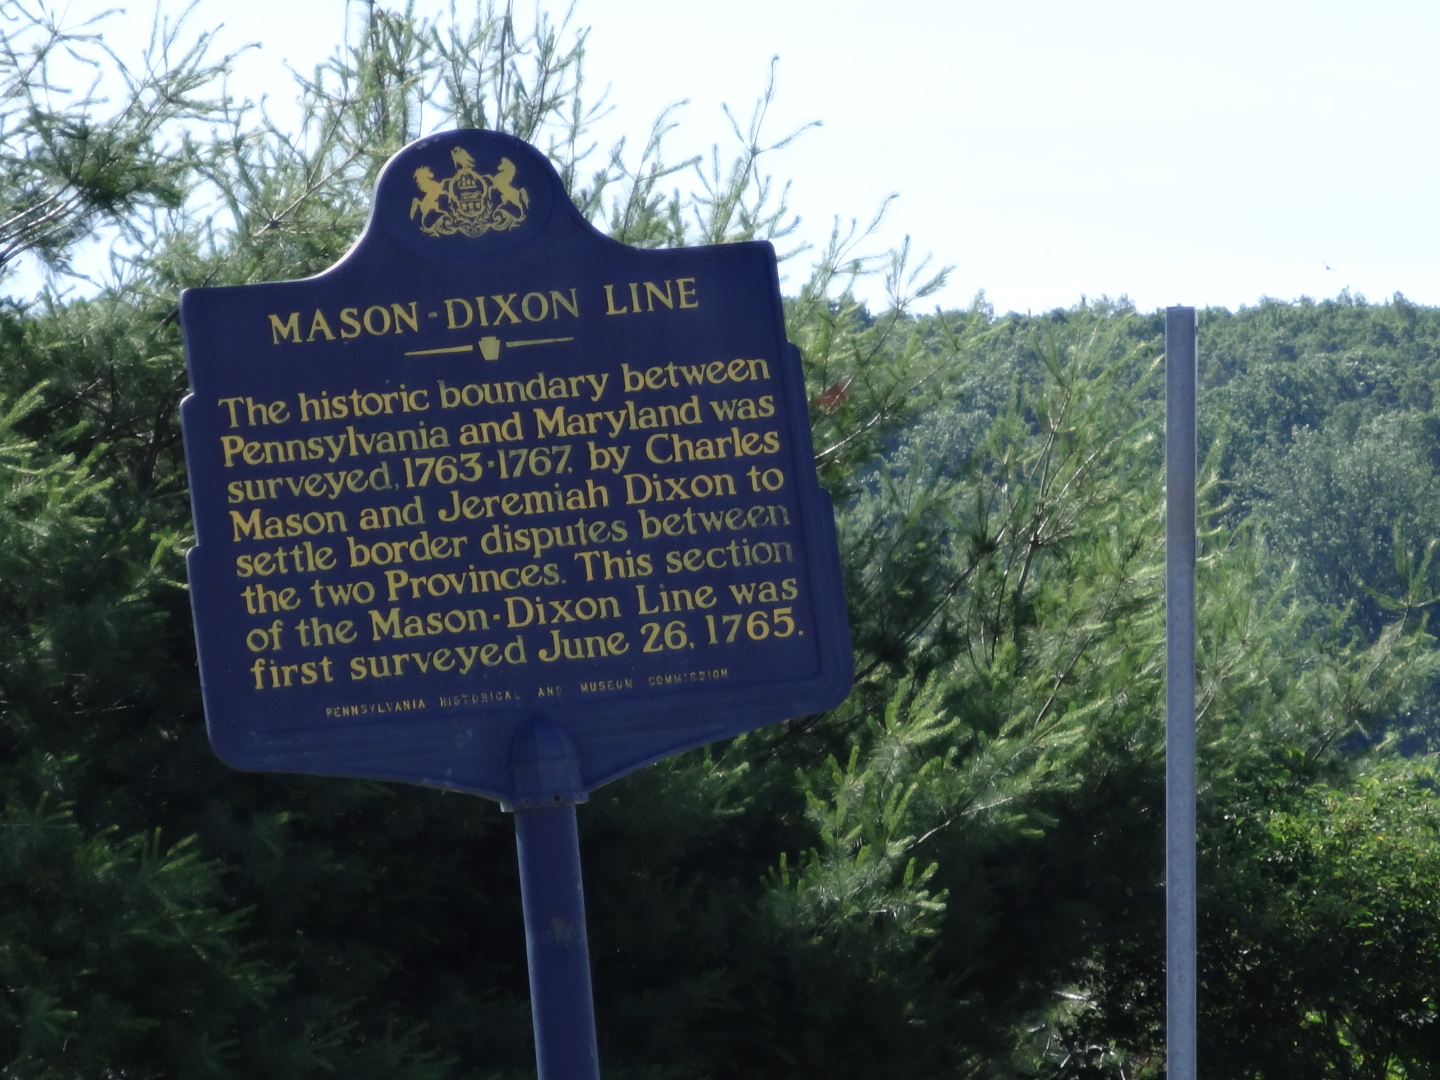 MASON-DIXON LINE
The historic boundary between
Pennsylvania and Maryland was
surveyed, 1763-1767, by Charles
Mason and Jeremiah Dixon to
settle border disputes between
the two Provinces. This section
of the Mason-Dixon Line was
first surveyed June 26, 1765.
PENNSYLVANIA HISTORICAL AND MUSEUM COMMISSION